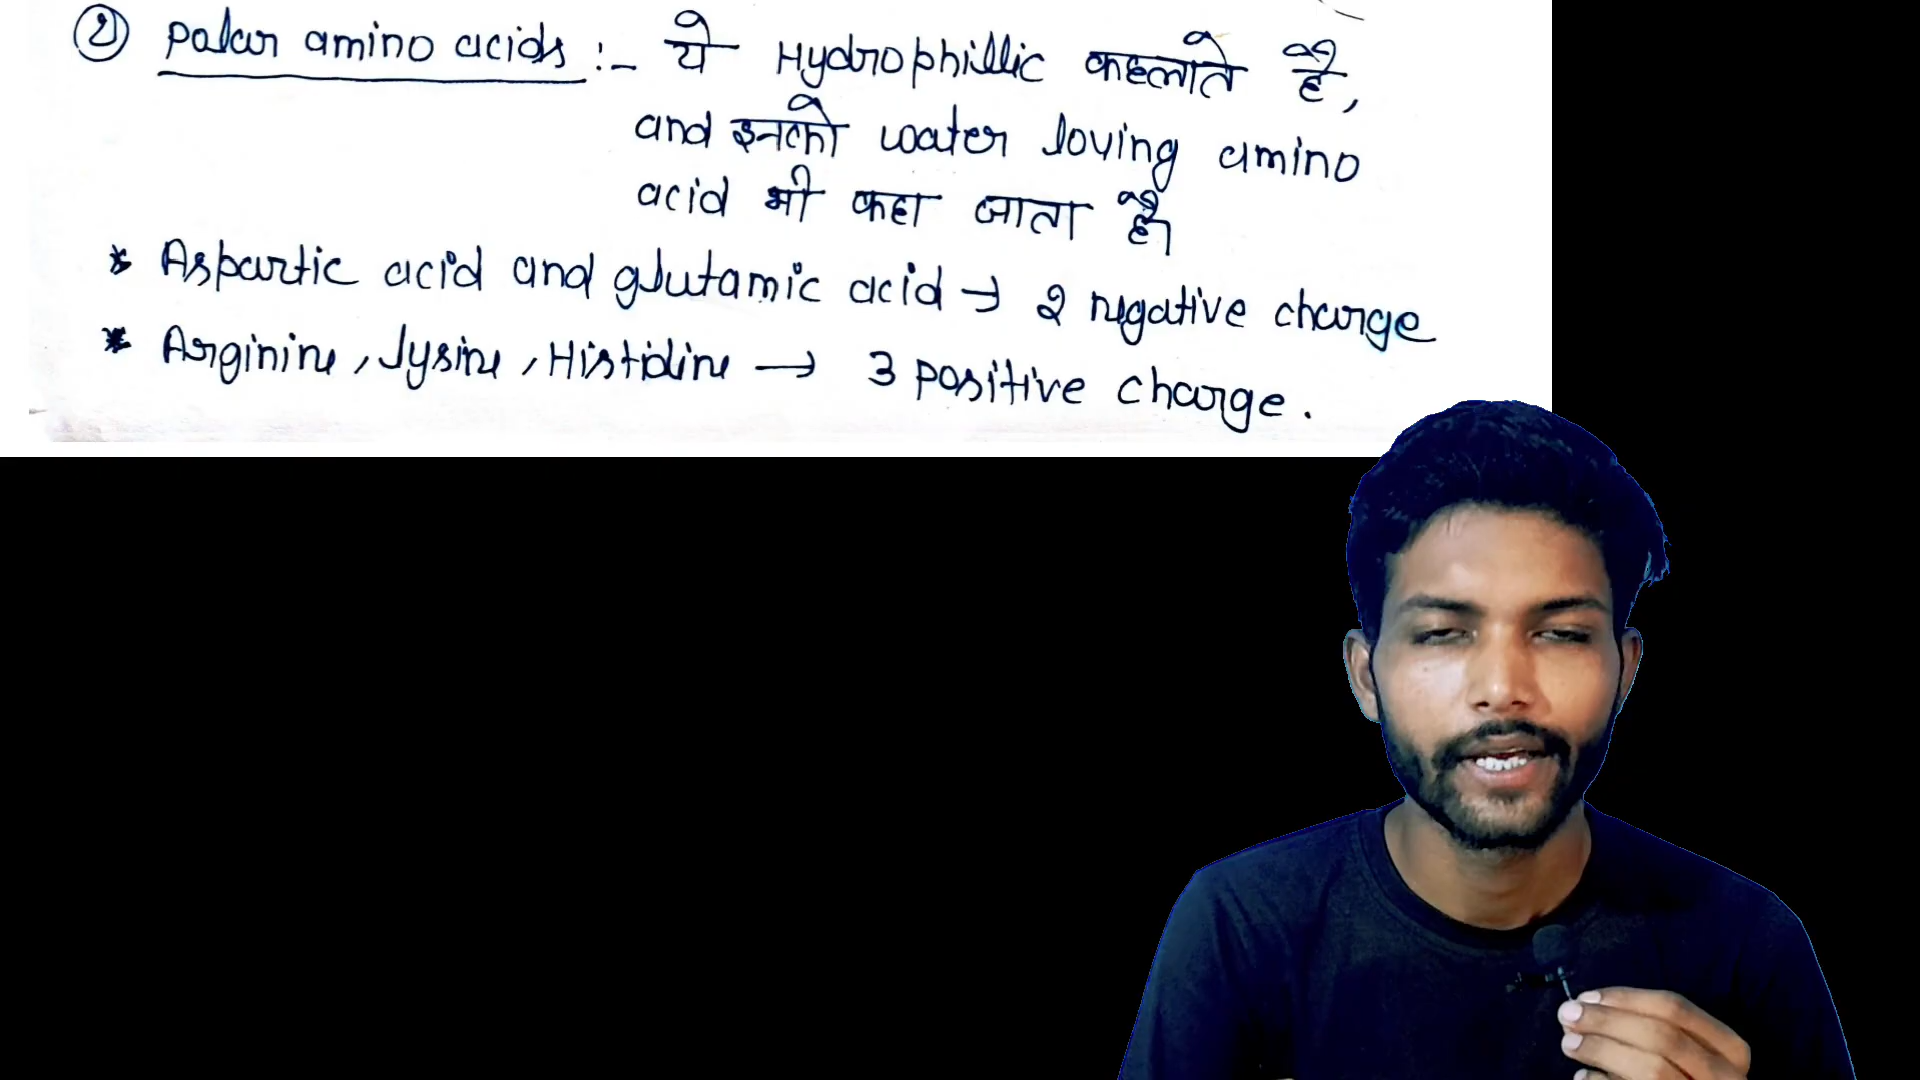 ② Polar amino acids :- ये Hydrophillic कहलाते है,
and इनको water loving amino
acid भी कहा जाता है।
* Aspartic acid and glutamic acid → 2 negative charge
* Arginine, lysine, Histidine → 3 positive charge.